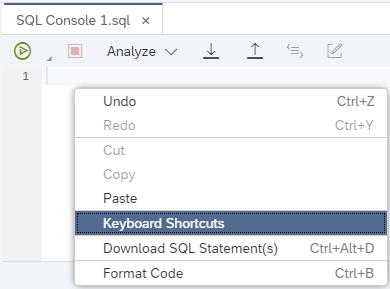 SQL Console 1.sql ×
Analyze
1
Undo Ctrl+Z
Redo Ctrl+Y
Cut
Copy
Paste
Keyboard Shortcuts
Download SQL Statement(s) Ctrl+Alt+D
Format Code Ctrl+B